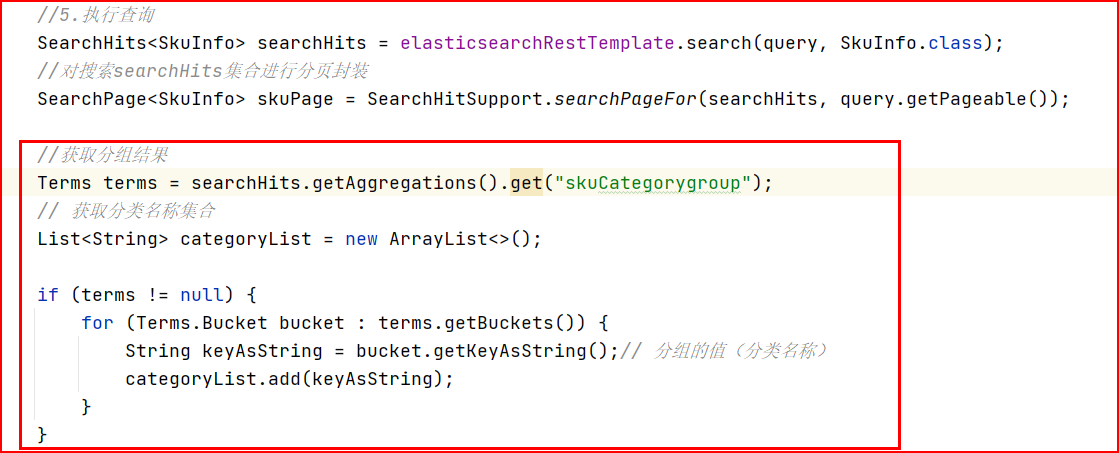 //5.执行查询
SearchHits<SkuInfo> searchHits = elasticsearchRestTemplate.search(query, SkuInfo.class);
//对搜索searchHits集合进行分页封装
SearchPage<SkuInfo> skuPage = SearchHitSupport.searchPageFor(searchHits, query.getPageable());
//获取分组结果
Terms terms = searchHits.getAggregations().get("skuCategorygroup");
// 获取分类名称集合
List<String> categoryList = new ArrayList<>();
if (terms != null) {
for (Terms.Bucket bucket : terms.getBuckets()) {
String keyAsString = bucket.getKeyAsString();// 分组的值（分类名称）
categoryList.add(keyAsString);
}
}